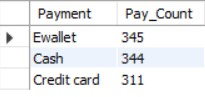 Payment Pay_Count
Ewallet 345
Cash 344
Credit card 311